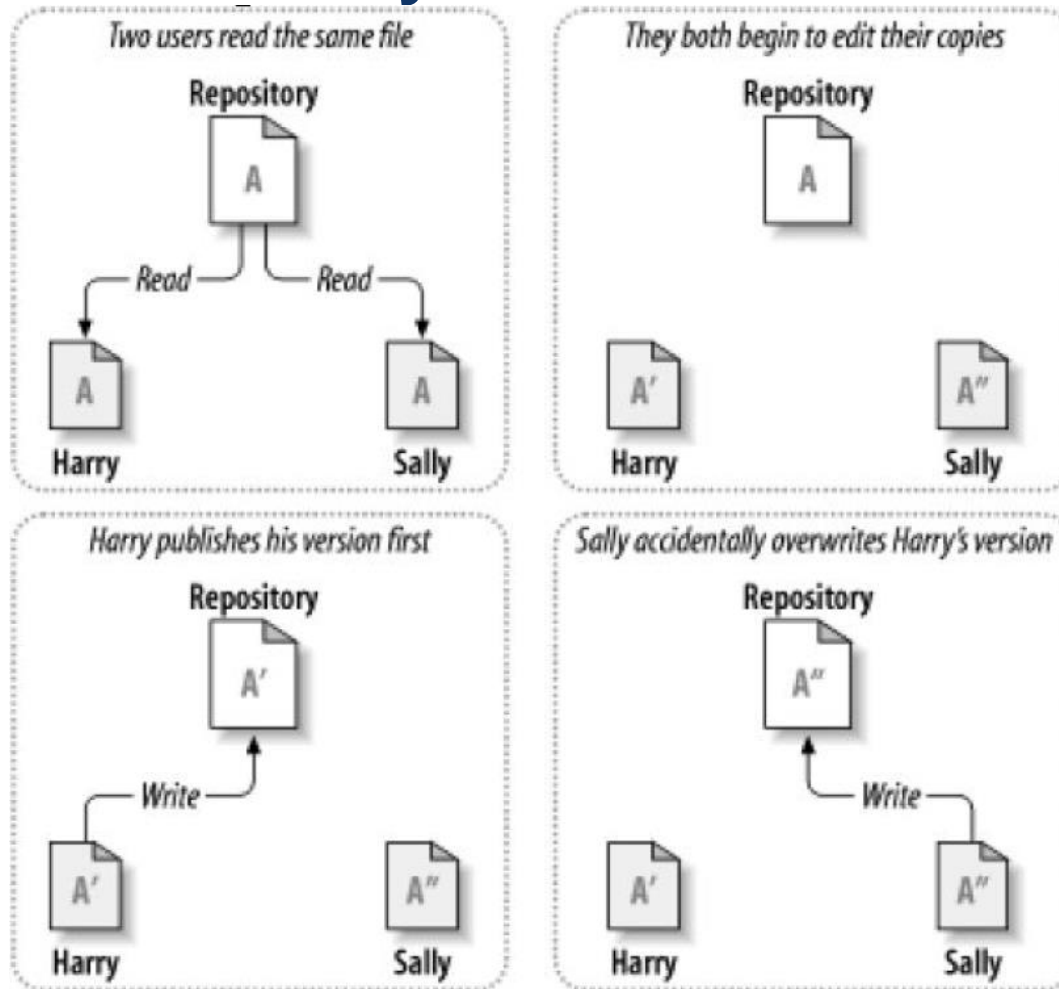 Two users read the same file
Repository
A
Read Read
A A
Harry Sally
They both begin to edit their copies
Repository
A
A′ A″
Harry Sally
Harry publishes his version first
Repository
A′
Write
A′ A″
Harry Sally
Sally accidentally overwrites Harry's version
Repository
A″
Write
A′ A″
Harry Sally